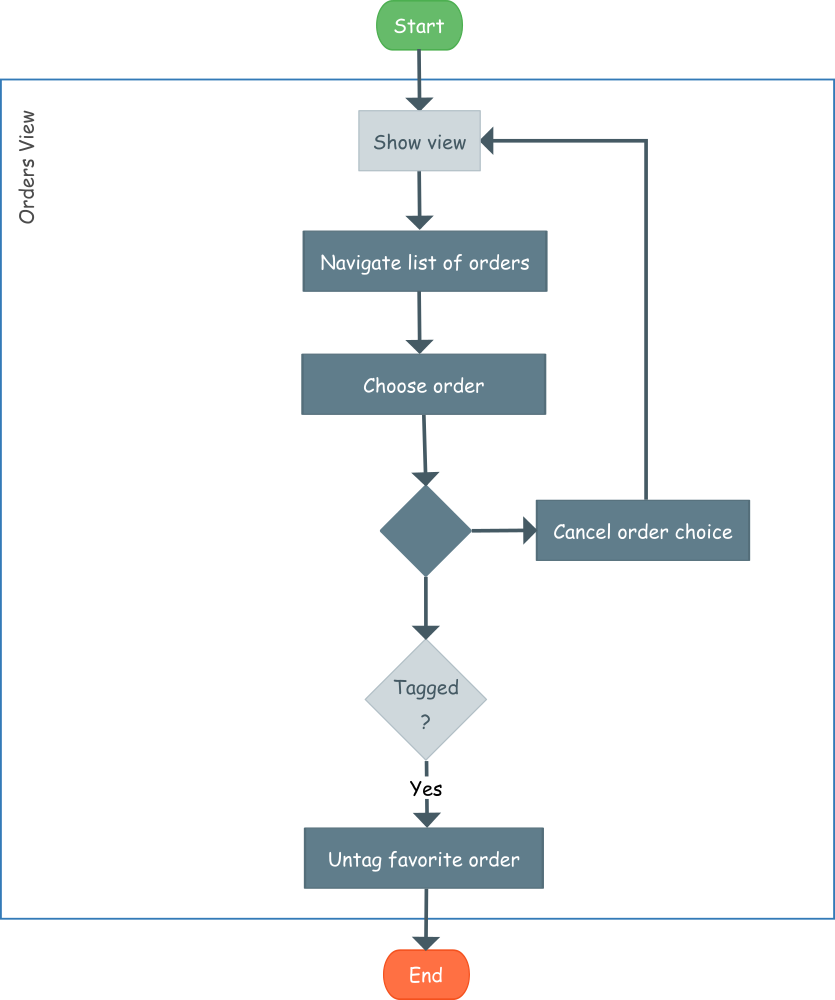 Start
Orders View
Show view
Navigate list of orders
Choose order
Cancel order choice
Tagged
?
Yes
Untag favorite order
End